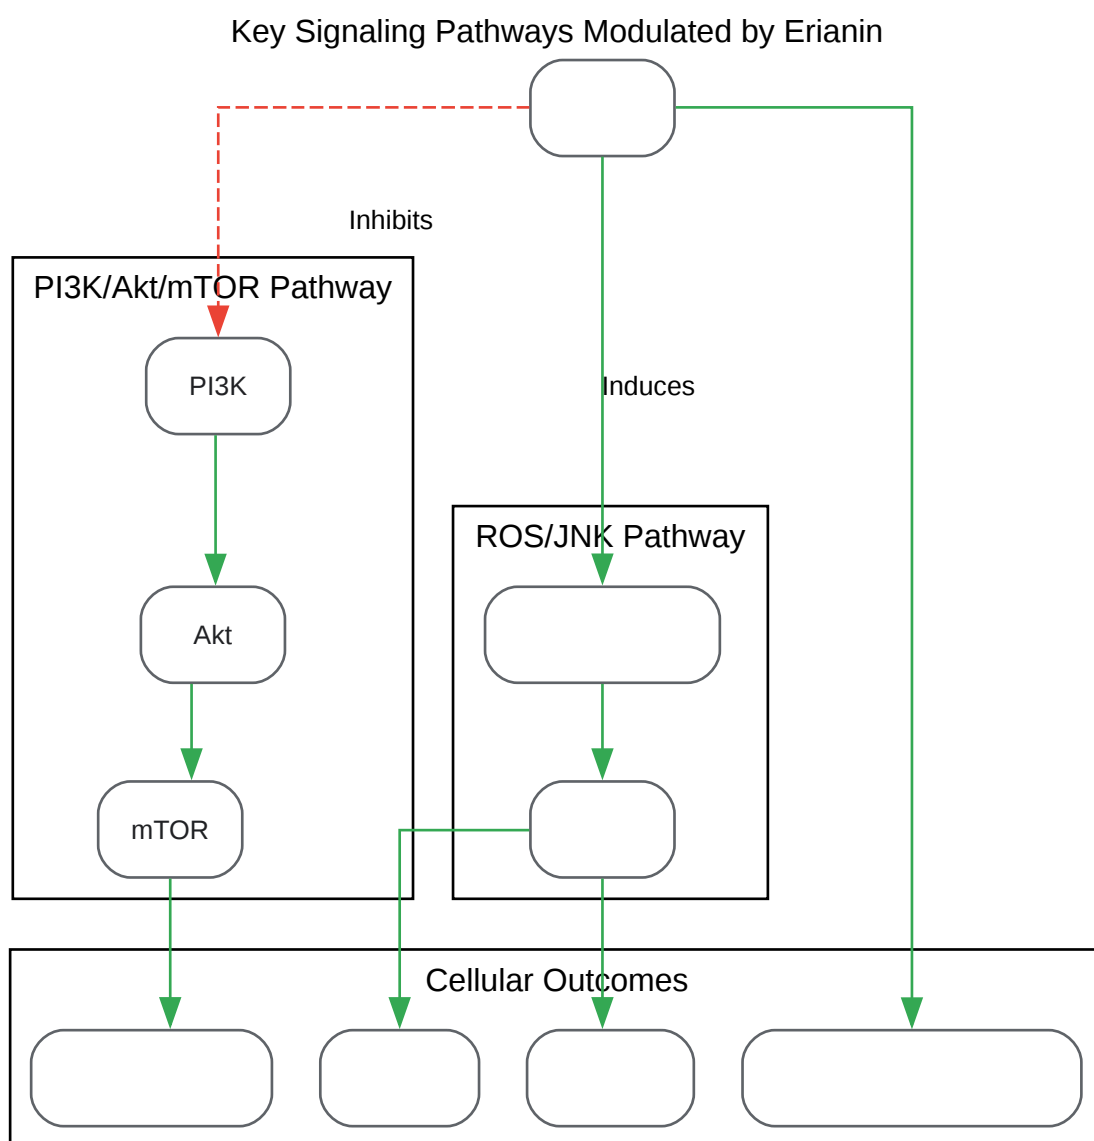 Key Signaling Pathways Modulated by Erianin
Inhibits
PI3K/Akt/mTOR Pathway
PI3K
Induces
ROS/JNK Pathway
Akt
mTOR
Cellular Outcomes